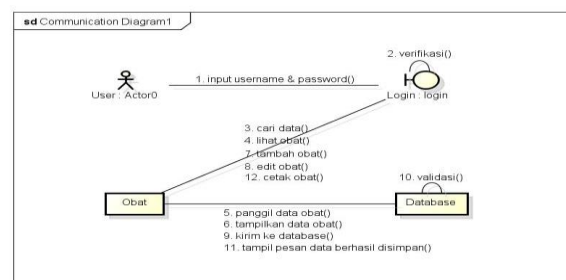 sd Communication Diagram1
2. verifikasi()
1. input username & password()
User : Actor0
Login : login
3. cari data()
4. lihat obat()
7. tambah obat()
8. edit obat()
12. cetak obat()
10. validasi()
Obat
Database
5. panggil data obat()
6. tampilkan data obat()
9. kirim ke database()
11. tampil pesan data berhasil disimpan()